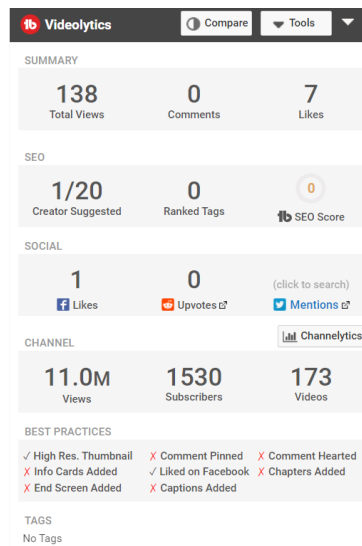 tb Videolytics Compare Tools
SUMMARY
138 0 7
Total Views Comments Likes
SEO
1/20 0 0
Creator Suggested Ranked Tags tb SEO Score
SOCIAL
1 0 (click to search)
f Likes Upvotes Mentions
CHANNEL Channelytics
11.0M 1530 173
Views Subscribers Videos
BEST PRACTICES
✓ High Res. Thumbnail ✗ Comment Pinned ✗ Comment Hearted
✗ Info Cards Added ✓ Liked on Facebook ✗ Chapters Added
✗ End Screen Added ✗ Captions Added
TAGS
No Tags